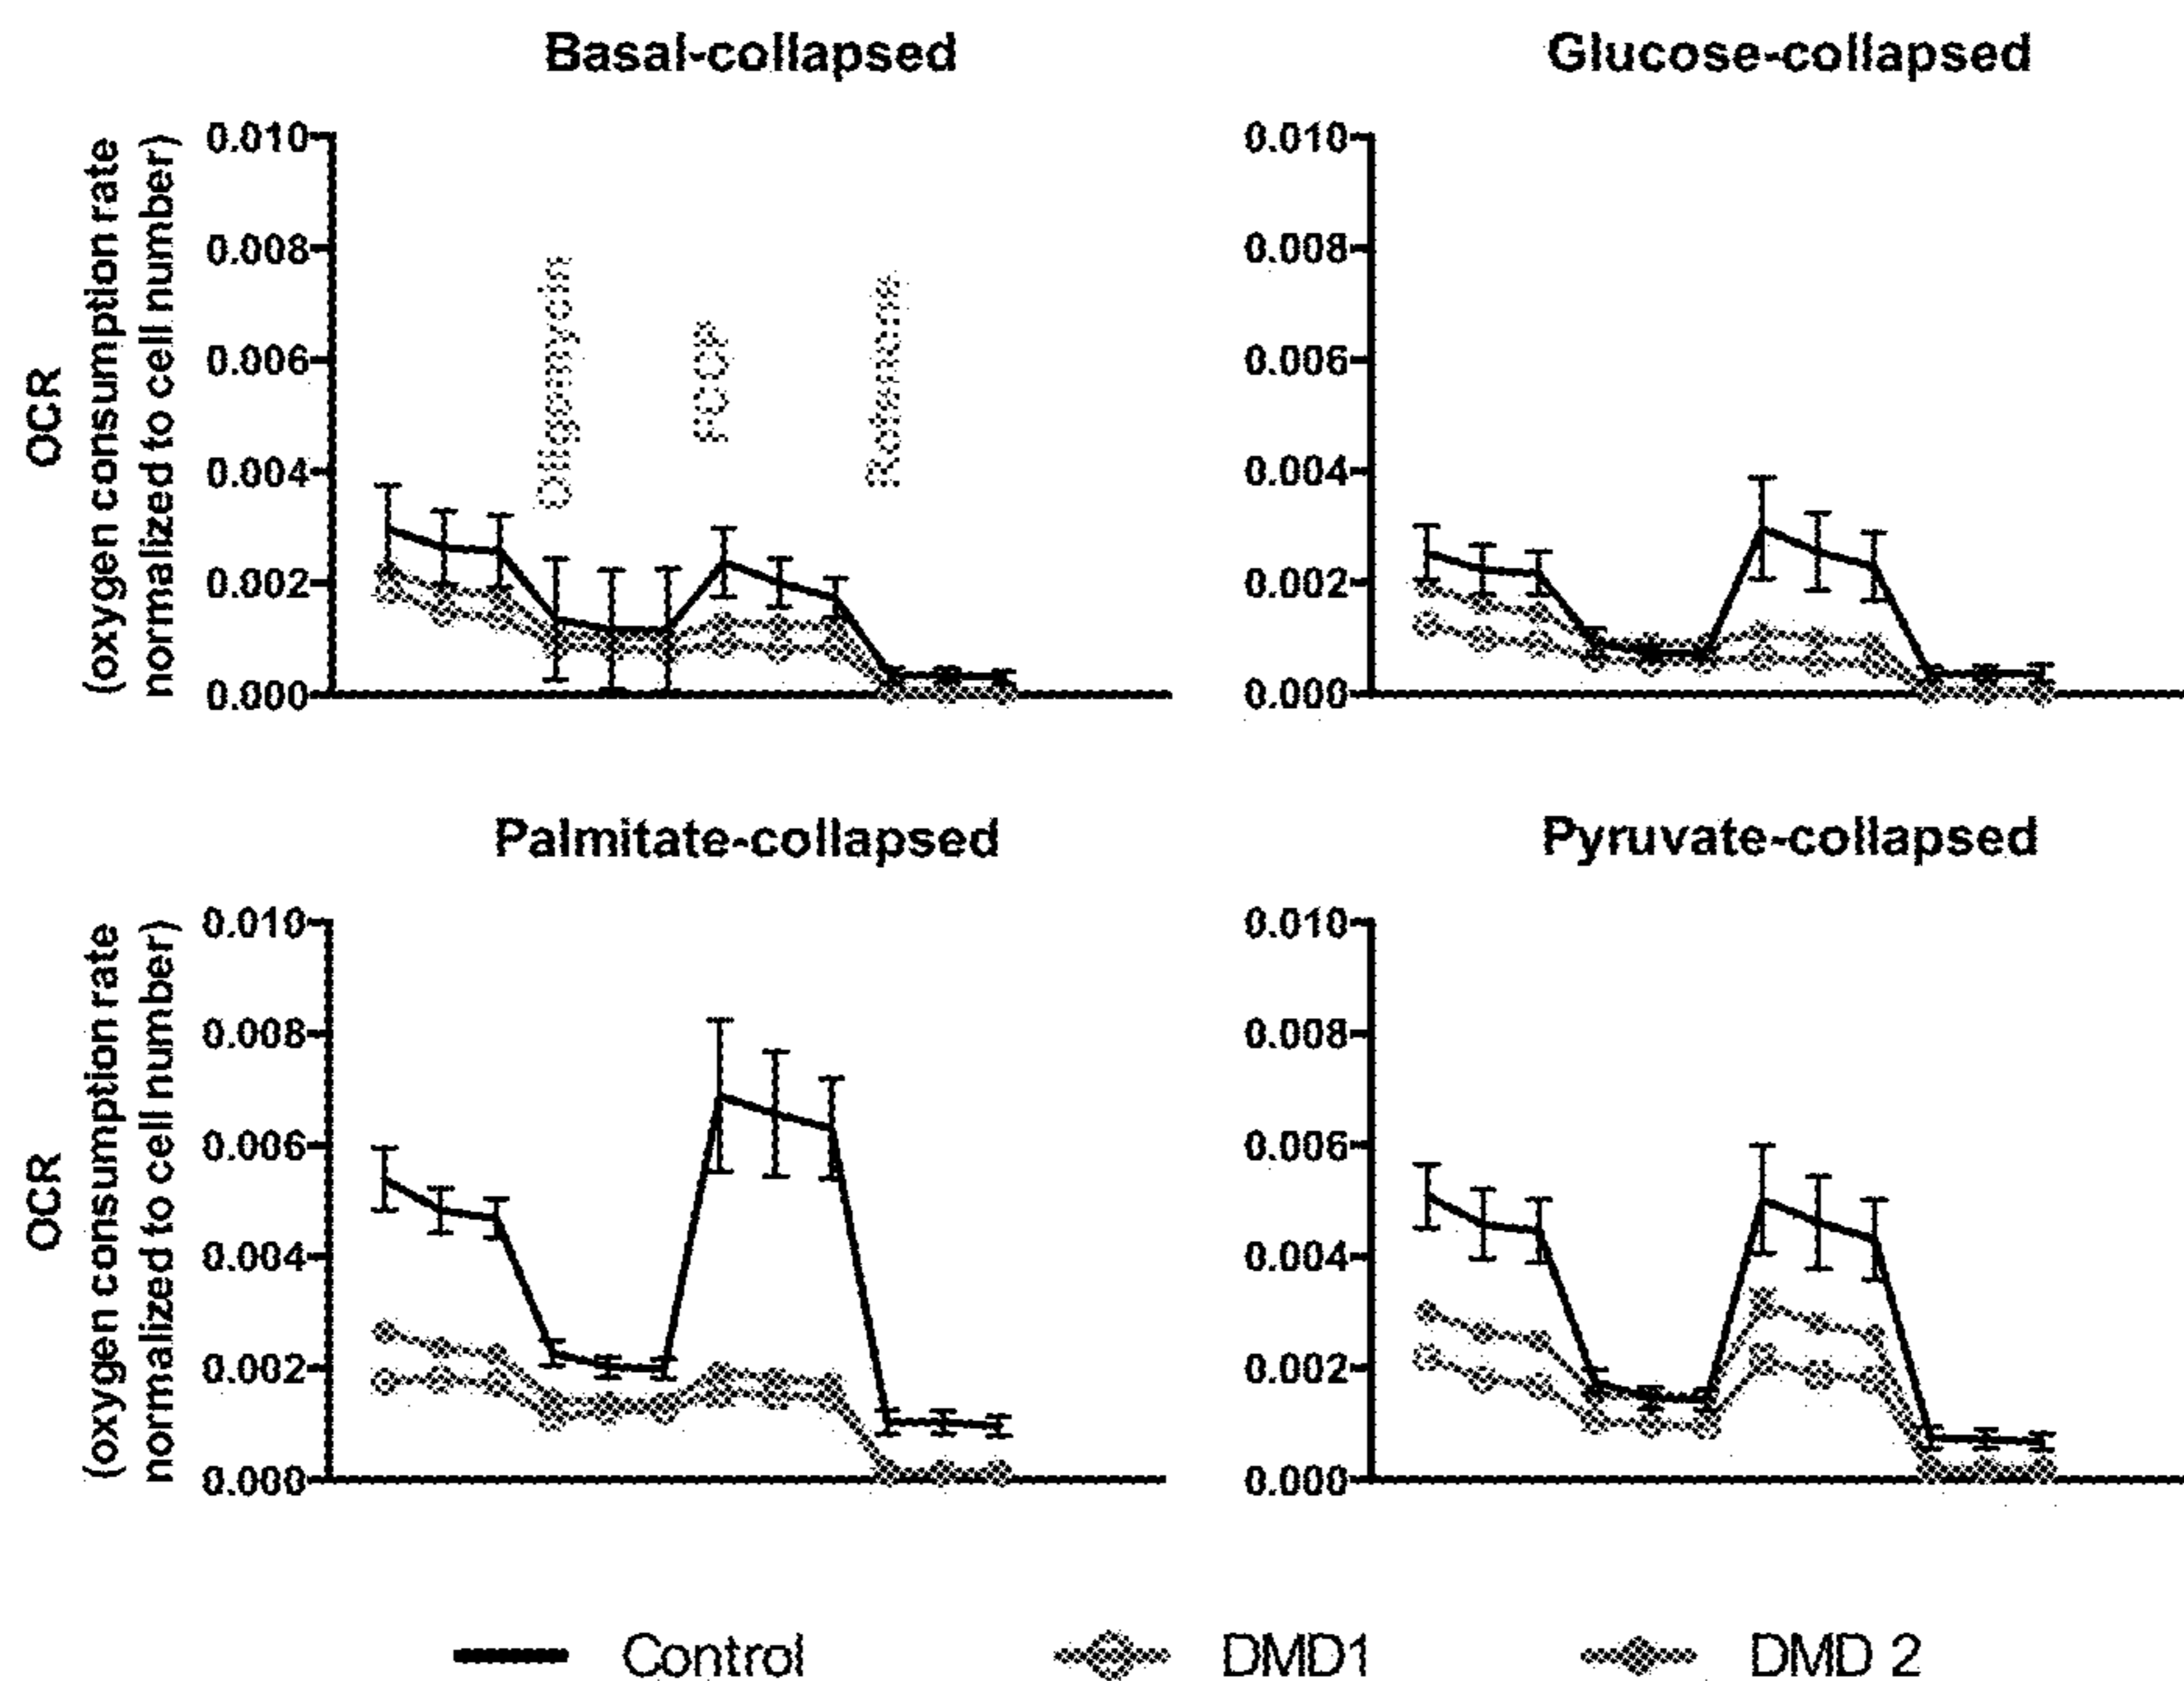 Basal-collapsed
OCR
(oxygen consumption rate
normalized to cell number)
0.010
0.008
0.006
0.004
0.002
0.000
Oligomycin
FCCP
Rotenone
Glucose-collapsed
0.010
0.008
0.006
0.004
0.002
0.000
Palmitate-collapsed
OCR
(oxygen consumption rate
normalized to cell number)
0.010
0.008
0.006
0.004
0.002
0.000
Pyruvate-collapsed
0.010
0.008
0.006
0.004
0.002
0.000
Control
DMD1
DMD 2